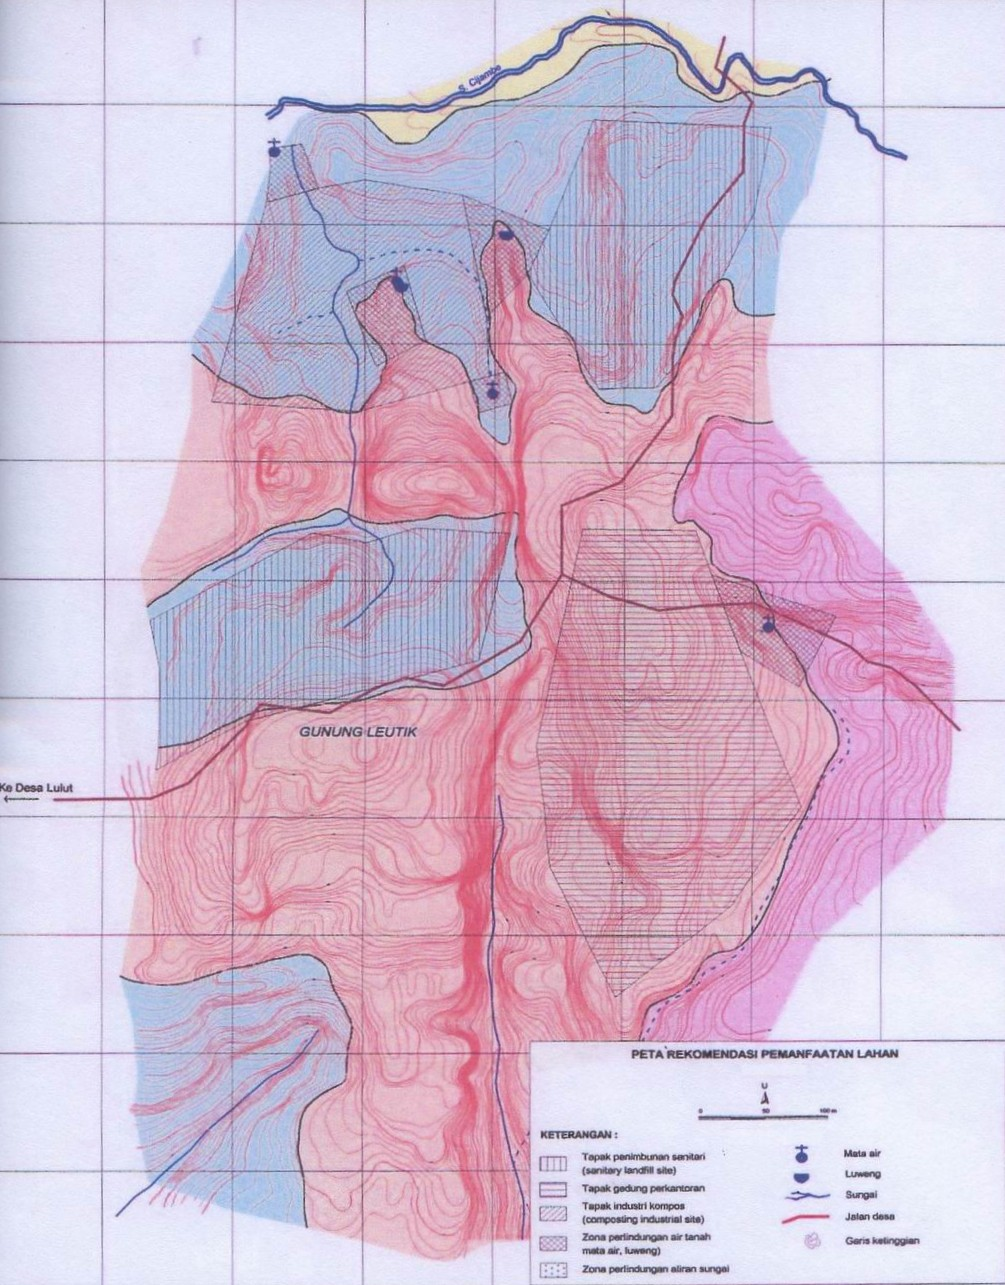 S. Cijambe
GUNUNG LEUTIK
Ke Desa Lulut
PETA REKOMENDASI PEMANFAATAN LAHAN
U
0 50 100 m
KETERANGAN :
Tapak penimbunan sanitari
(sanitary landfill site)
Tapak gedung perkantoran
Tapak industri kompos
(composting industrial site)
Zona perlindungan air tanah
mata air, luweng)
Zona perlindungan aliran sungai
Mata air
Luweng
Sungai
Jalan desa
Garis ketinggian